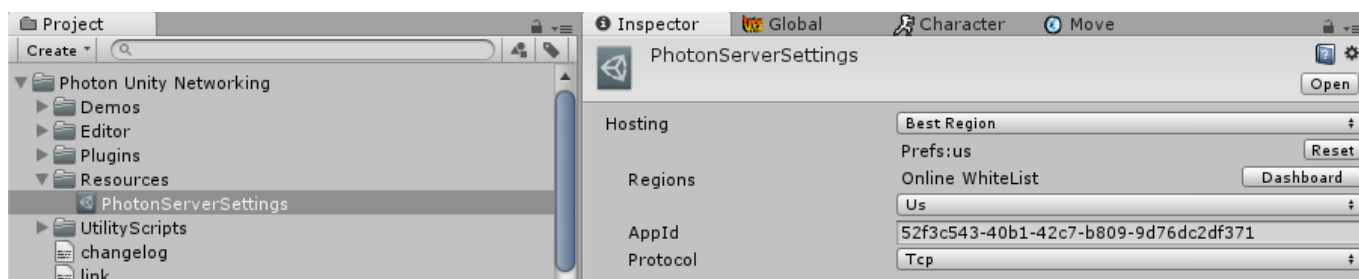 Project
Create
Photon Unity Networking
Demos
Editor
Plugins
Resources
PhotonServerSettings
UtilityScripts
changelog
link
Inspector
Global
Character
Move
PhotonServerSettings
Open
Hosting
Best Region
Prefs:us
Reset
Regions
Online WhiteList
Dashboard
Us
AppId
52f3c543-40b1-42c7-b809-9d76dc2df371
Protocol
Tcp